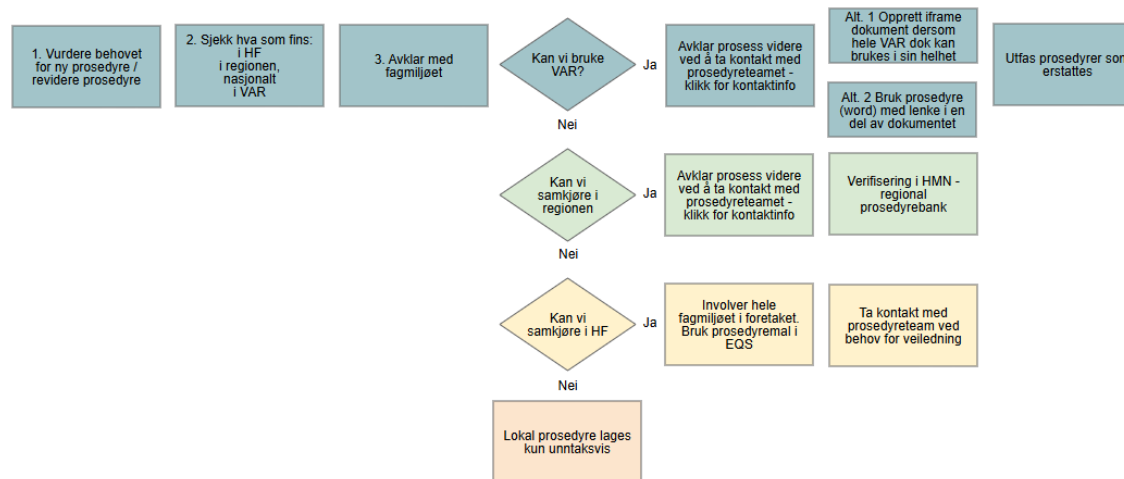 1. Vurdere behovet
for ny prosedyre /
revidere prosedyre
2. Sjekk hva som fins:
i HF
i regionen,
nasjonalt
i VAR
3. Avklar med
fagmiljøet
Kan vi bruke
VAR?
Ja
Avklar prosess videre
ved å ta kontakt med
prosedyreteamet -
klikk for kontaktinfo
Alt. 1 Opprett iframe
dokument dersom
hele VAR dok kan
brukes i sin helhet
Alt. 2 Bruk prosedyre
(word) med lenke i en
del av dokumentet
Utfas prosedyrer som
erstattes
Nei
Kan vi
samkjøre i
regionen
Ja
Avklar prosess videre
ved å ta kontakt med
prosedyreteamet -
klikk for kontaktinfo
Verifisering i HMN -
regional
prosedyrebank
Nei
Kan vi
samkjøre i HF
Ja
Involver hele
fagmiljøet i foretaket.
Bruk prosedyremal i
EQS
Ta kontakt med
prosedyreteam ved
behov for veiledning
Nei
Lokal prosedyre lages
kun unntaksvis